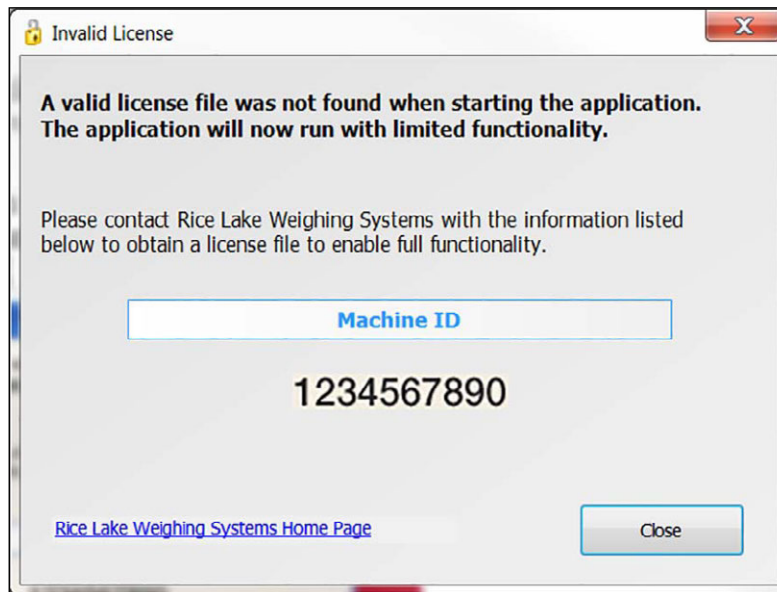 Invalid License
A valid license file was not found when starting the application.
The application will now run with limited functionality.
Please contact Rice Lake Weighing Systems with the information listed
below to obtain a license file to enable full functionality.
Machine ID
1234567890
Rice Lake Weighing Systems Home Page
Close